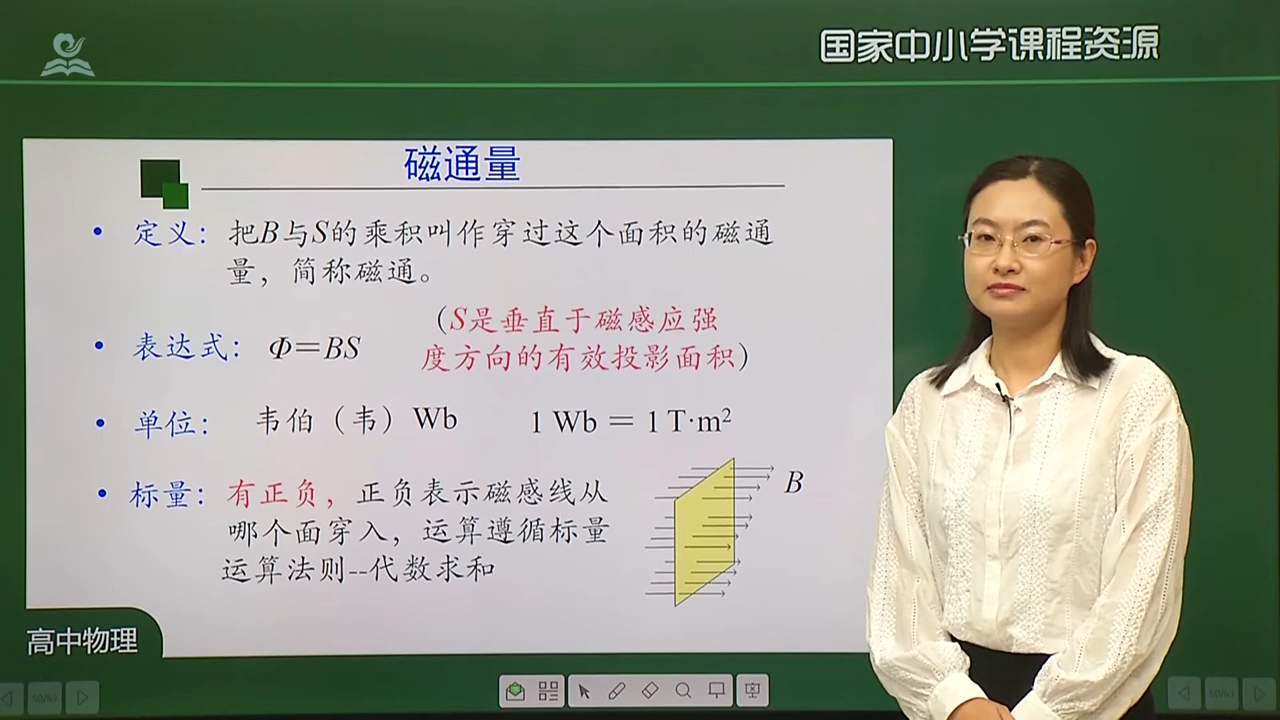 国家中小学课程资源
磁通量
• 定义：把B与S的乘积叫作穿过这个面积的磁通
量，简称磁通。
（S是垂直于磁感应强
• 表达式：Φ=BS
度方向的有效投影面积）
• 单位： 韦伯（韦）Wb 1 Wb = 1 T·m²
• 标量：有正负，正负表示磁感线从
哪个面穿入，运算遵循标量
运算法则--代数求和
B
高中物理